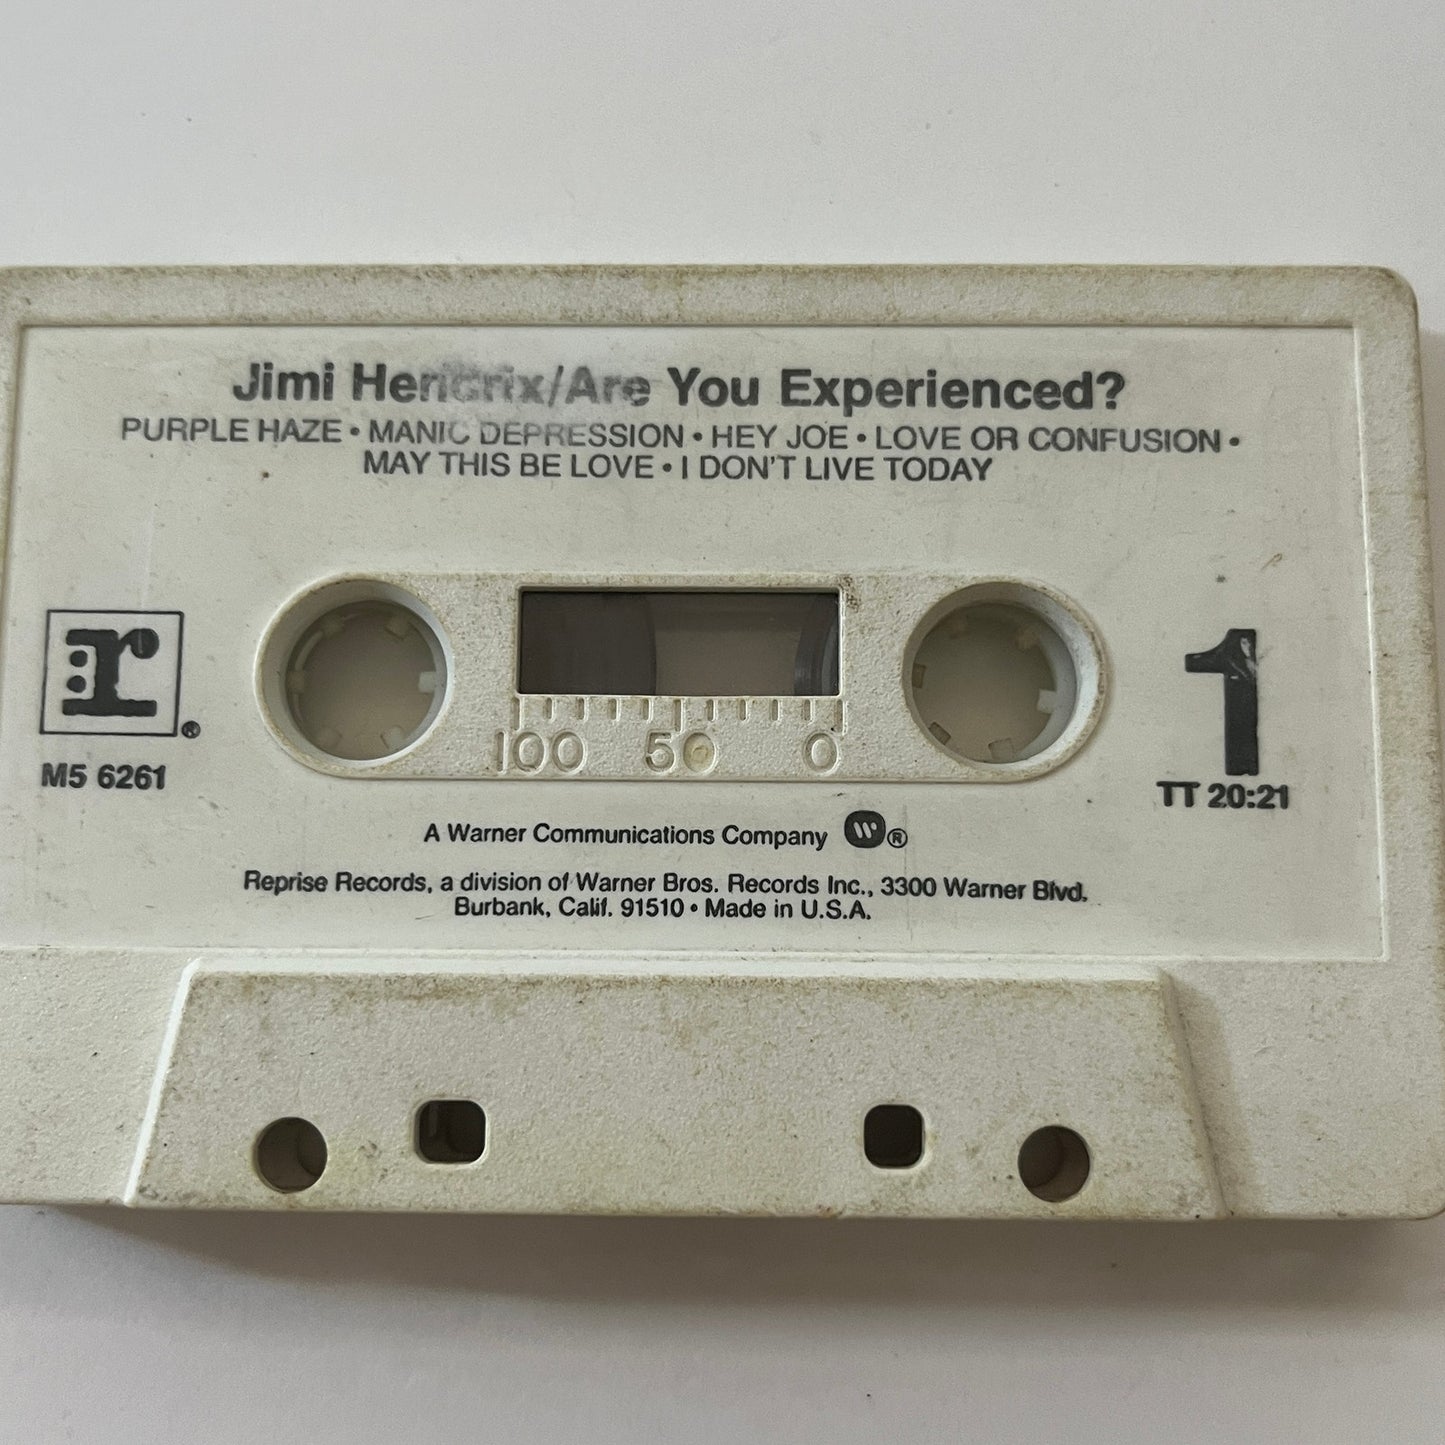 Jimi Hendrix/Are You Experienced?
PURPLE HAZE • MANIC DEPRESSION • HEY JOE • LOVE OR CONFUSION •
MAY THIS BE LOVE • I DON'T LIVE TODAY
r
®
M5 6261
100 50 0
1
TT 20:21
A Warner Communications Company W ®
Reprise Records, a division of Warner Bros. Records Inc., 3300 Warner Blvd.
Burbank, Calif. 91510 • Made in U.S.A.